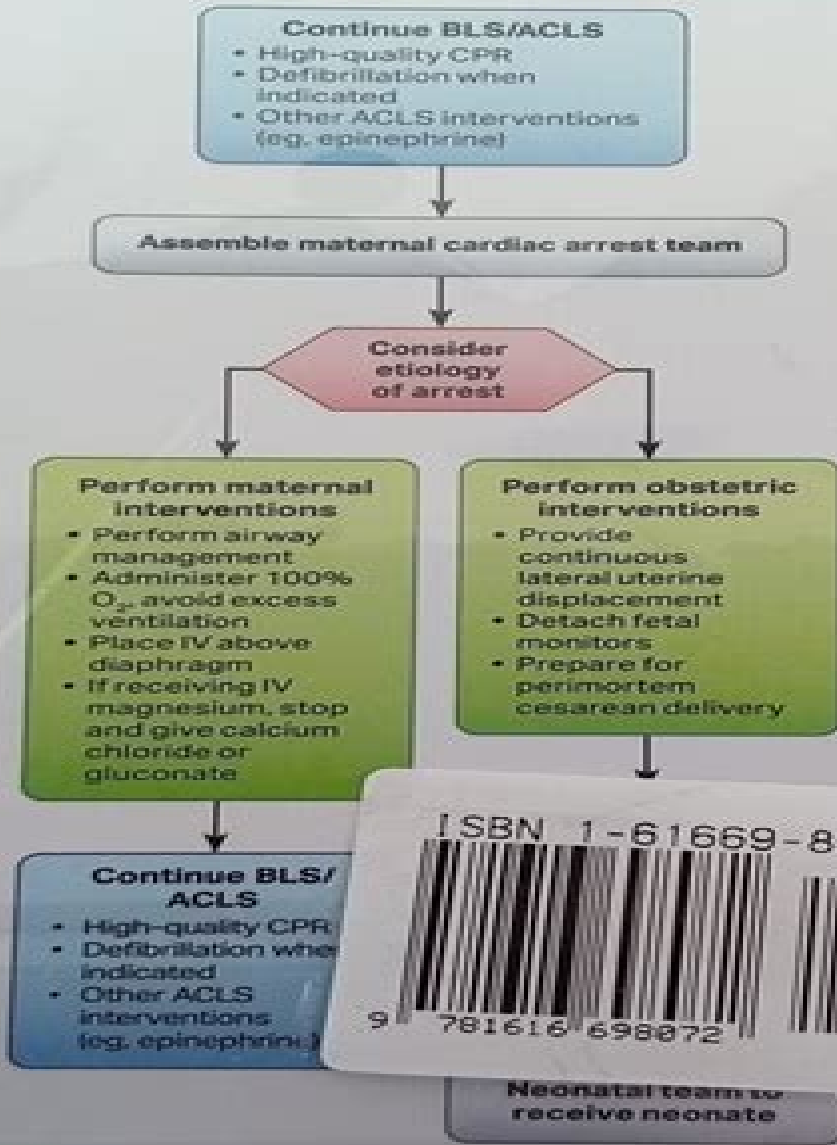 Continue BLS/ACLS
• High-quality CPR
• Defibrillation when
indicated
• Other ACLS interventions
(eg, epinephrine)
Assemble maternal cardiac arrest team
Consider
etiology
of arrest
Perform maternal
interventions
• Perform airway
management
• Administer 100%
O₂, avoid excess
ventilation
• Place IV above
diaphragm
• If receiving IV
magnesium, stop
and give calcium
chloride or
gluconate
Perform obstetric
interventions
• Provide
continuous
lateral uterine
displacement
• Detach fetal
monitors
• Prepare for
perimortem
cesarean delivery
Continue BLS/
ACLS
• High-quality CPR
• Defibrillation when
indicated
• Other ACLS
interventions
(eg, epinephrine)
ISBN 1-61669-8
9 781616 698072
Neonatal team to
receive neonate